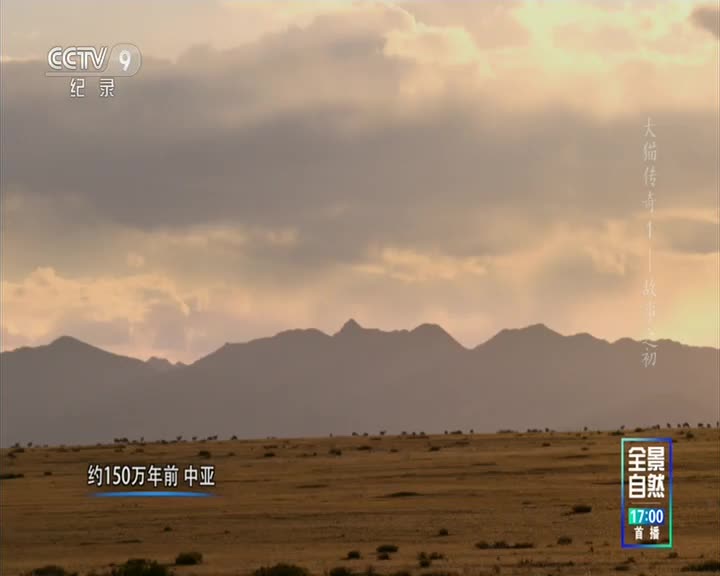 CCTV 9
纪录
大猫传奇 1——故事之初
约150万年前 中亚
全景
自然
17:00
首播